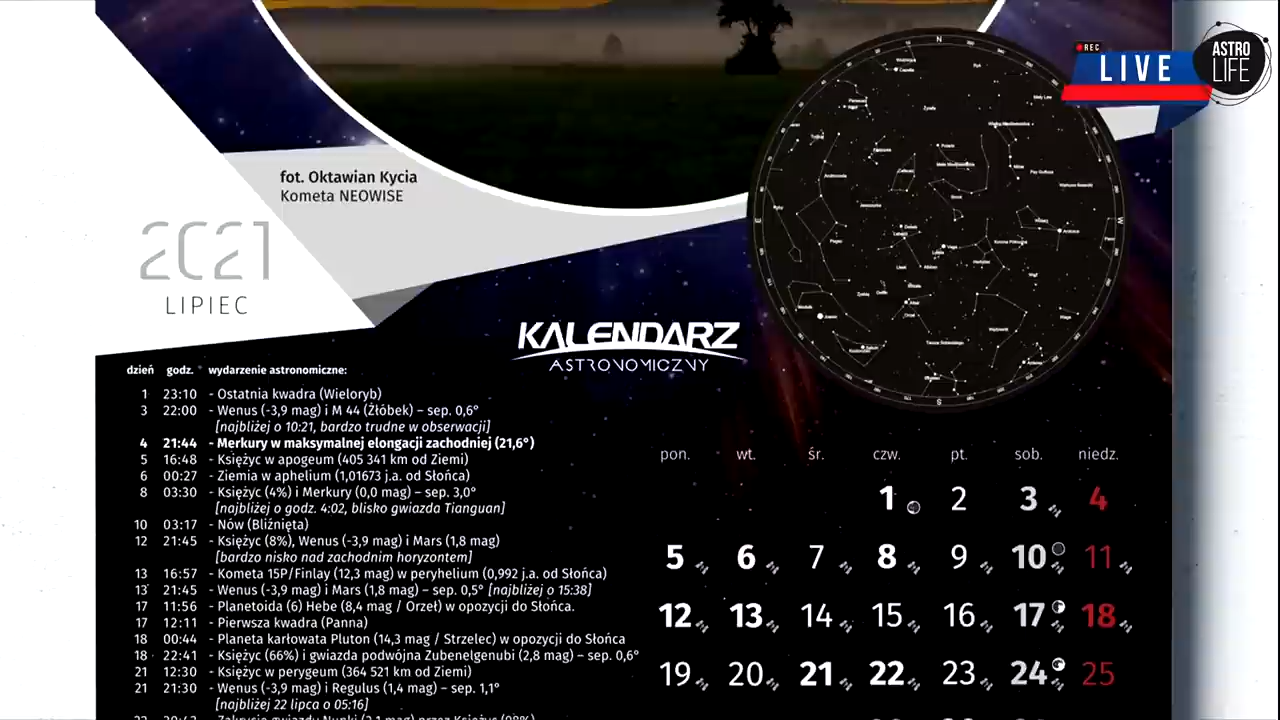 REC
LIVE
ASTRO
LIFE
fot. Oktawian Kycia
Kometa NEOWISE
2021
LIPIEC
KALENDARZ
ASTRONOMICZNY
N
E
W
S
dzień godz. wydarzenie astronomiczne:
1 23:10 - Ostatnia kwadra (Wieloryb)
3 22:00 - Wenus (-3,9 mag) i M 44 (Żłóbek) – sep. 0,6°
[najbliżej o 10:21, bardzo trudne w obserwacji]
4 21:44 - Merkury w maksymalnej elongacji zachodniej (21,6°)
5 16:48 - Księżyc w apogeum (405 341 km od Ziemi)
6 00:27 - Ziemia w aphelium (1,01673 j.a. od Słońca)
8 03:30 - Księżyc (4%) i Merkury (0,0 mag) – sep. 3,0°
[najbliżej o godz. 4:02, blisko gwiazda Tianguan]
10 03:17 - Nów (Bliźnięta)
12 21:45 - Księżyc (8%), Wenus (-3,9 mag) i Mars (1,8 mag)
[bardzo nisko nad zachodnim horyzontem]
13 16:57 - Kometa 15P/Finlay (12,3 mag) w peryhelium (0,992 j.a. od Słońca)
13 21:45 - Wenus (-3,9 mag) i Mars (1,8 mag) – sep. 0,5° [najbliżej o 15:38]
17 11:56 - Planetoida (6) Hebe (8,4 mag / Orzeł) w opozycji do Słońca.
17 12:11 - Pierwsza kwadra (Panna)
18 00:44 - Planeta karłowata Pluton (14,3 mag / Strzelec) w opozycji do Słońca
18 22:41 - Księżyc (66%) i gwiazda podwójna Zubenelgenubi (2,8 mag) – sep. 0,6°
21 12:30 - Księżyc w perygeum (364 521 km od Ziemi)
21 21:30 - Wenus (-3,9 mag) i Regulus (1,4 mag) – sep. 1,1°
[najbliżej 22 lipca o 05:16]
pon. wt. śr. czw. pt. sob. niedz.
1 2 3 4
5 6 7 8 9 10 11
12 13 14 15 16 17 18
19 20 21 22 23 24 25